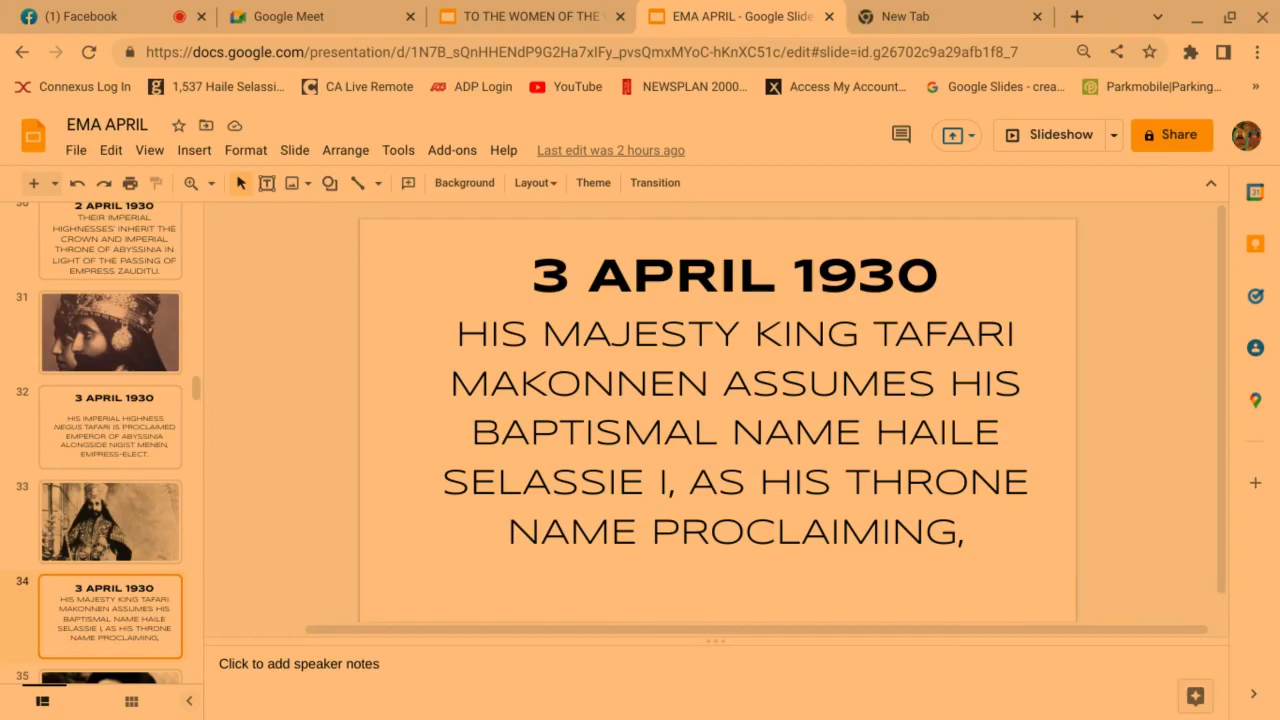 (1) Facebook
Google Meet
TO THE WOMEN OF THE
EMA APRIL - Google Slide
New Tab
https://docs.google.com/presentation/d/1N7B_sQnHHENdP9G2Ha7xIFy_pvsQmxMYoC-hKnXC51c/edit#slide=id.g26702c9a29afb1f8_7
Connexus Log In
1,537 Haile Selassi...
CA Live Remote
ADP Login
YouTube
NEWSPLAN 2000...
Access My Account...
Google Slides - crea...
Parkmobile|Parking...
»
EMA APRIL
File Edit View Insert Format Slide Arrange Tools Add-ons Help Last edit was 2 hours ago
Slideshow
Share
Background Layout Theme Transition
2 APRIL 1930
THEIR IMPERIAL
HIGHNESSES' INHERIT THE
CROWN AND IMPERIAL
THRONE OF ABYSSINIA IN
LIGHT OF THE PASSING OF
EMPRESS ZAUDITU.
31
32
3 APRIL 1930
HIS IMPERIAL HIGHNESS
NEGUS TAFARI IS PROCLAIMED
EMPEROR OF ABYSSINIA
ALONGSIDE NIGIST MENEN,
EMPRESS-ELECT.
33
34
3 APRIL 1930
HIS MAJESTY KING TAFARI
MAKONNEN ASSUMES HIS
BAPTISMAL NAME HAILE
SELASSIE I, AS HIS THRONE
NAME PROCLAIMING,
35
3 APRIL 1930
HIS MAJESTY KING TAFARI
MAKONNEN ASSUMES HIS
BAPTISMAL NAME HAILE
SELASSIE I, AS HIS THRONE
NAME PROCLAIMING,
Click to add speaker notes
31